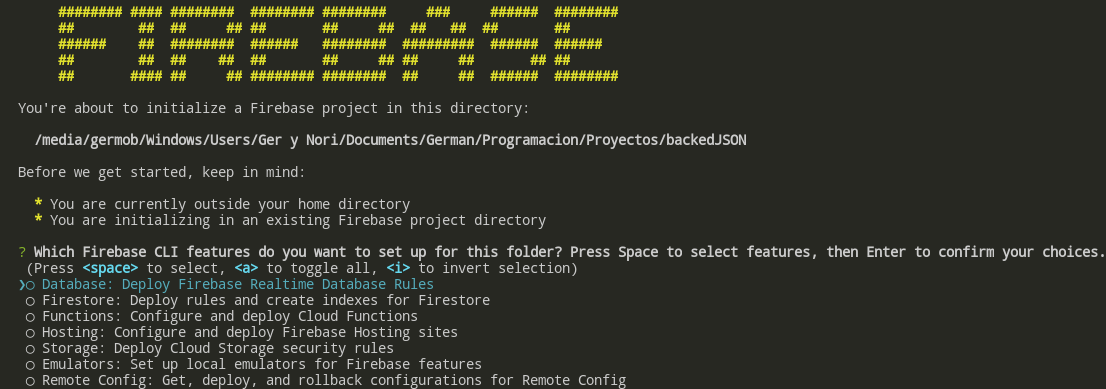 FIREBASE
You're about to initialize a Firebase project in this directory:
/media/germob/Windows/Users/Ger y Nori/Documents/German/Programacion/Proyectos/backedJSON
Before we get started, keep in mind:
* You are currently outside your home directory
* You are initializing in an existing Firebase project directory
? Which Firebase CLI features do you want to set up for this folder? Press Space to select features, then Enter to confirm your choices.
(Press <space> to select, <a> to toggle all, <i> to invert selection)
❯○ Database: Deploy Firebase Realtime Database Rules
○ Firestore: Deploy rules and create indexes for Firestore
○ Functions: Configure and deploy Cloud Functions
○ Hosting: Configure and deploy Firebase Hosting sites
○ Storage: Deploy Cloud Storage security rules
○ Emulators: Set up local emulators for Firebase features
○ Remote Config: Get, deploy, and rollback configurations for Remote Config